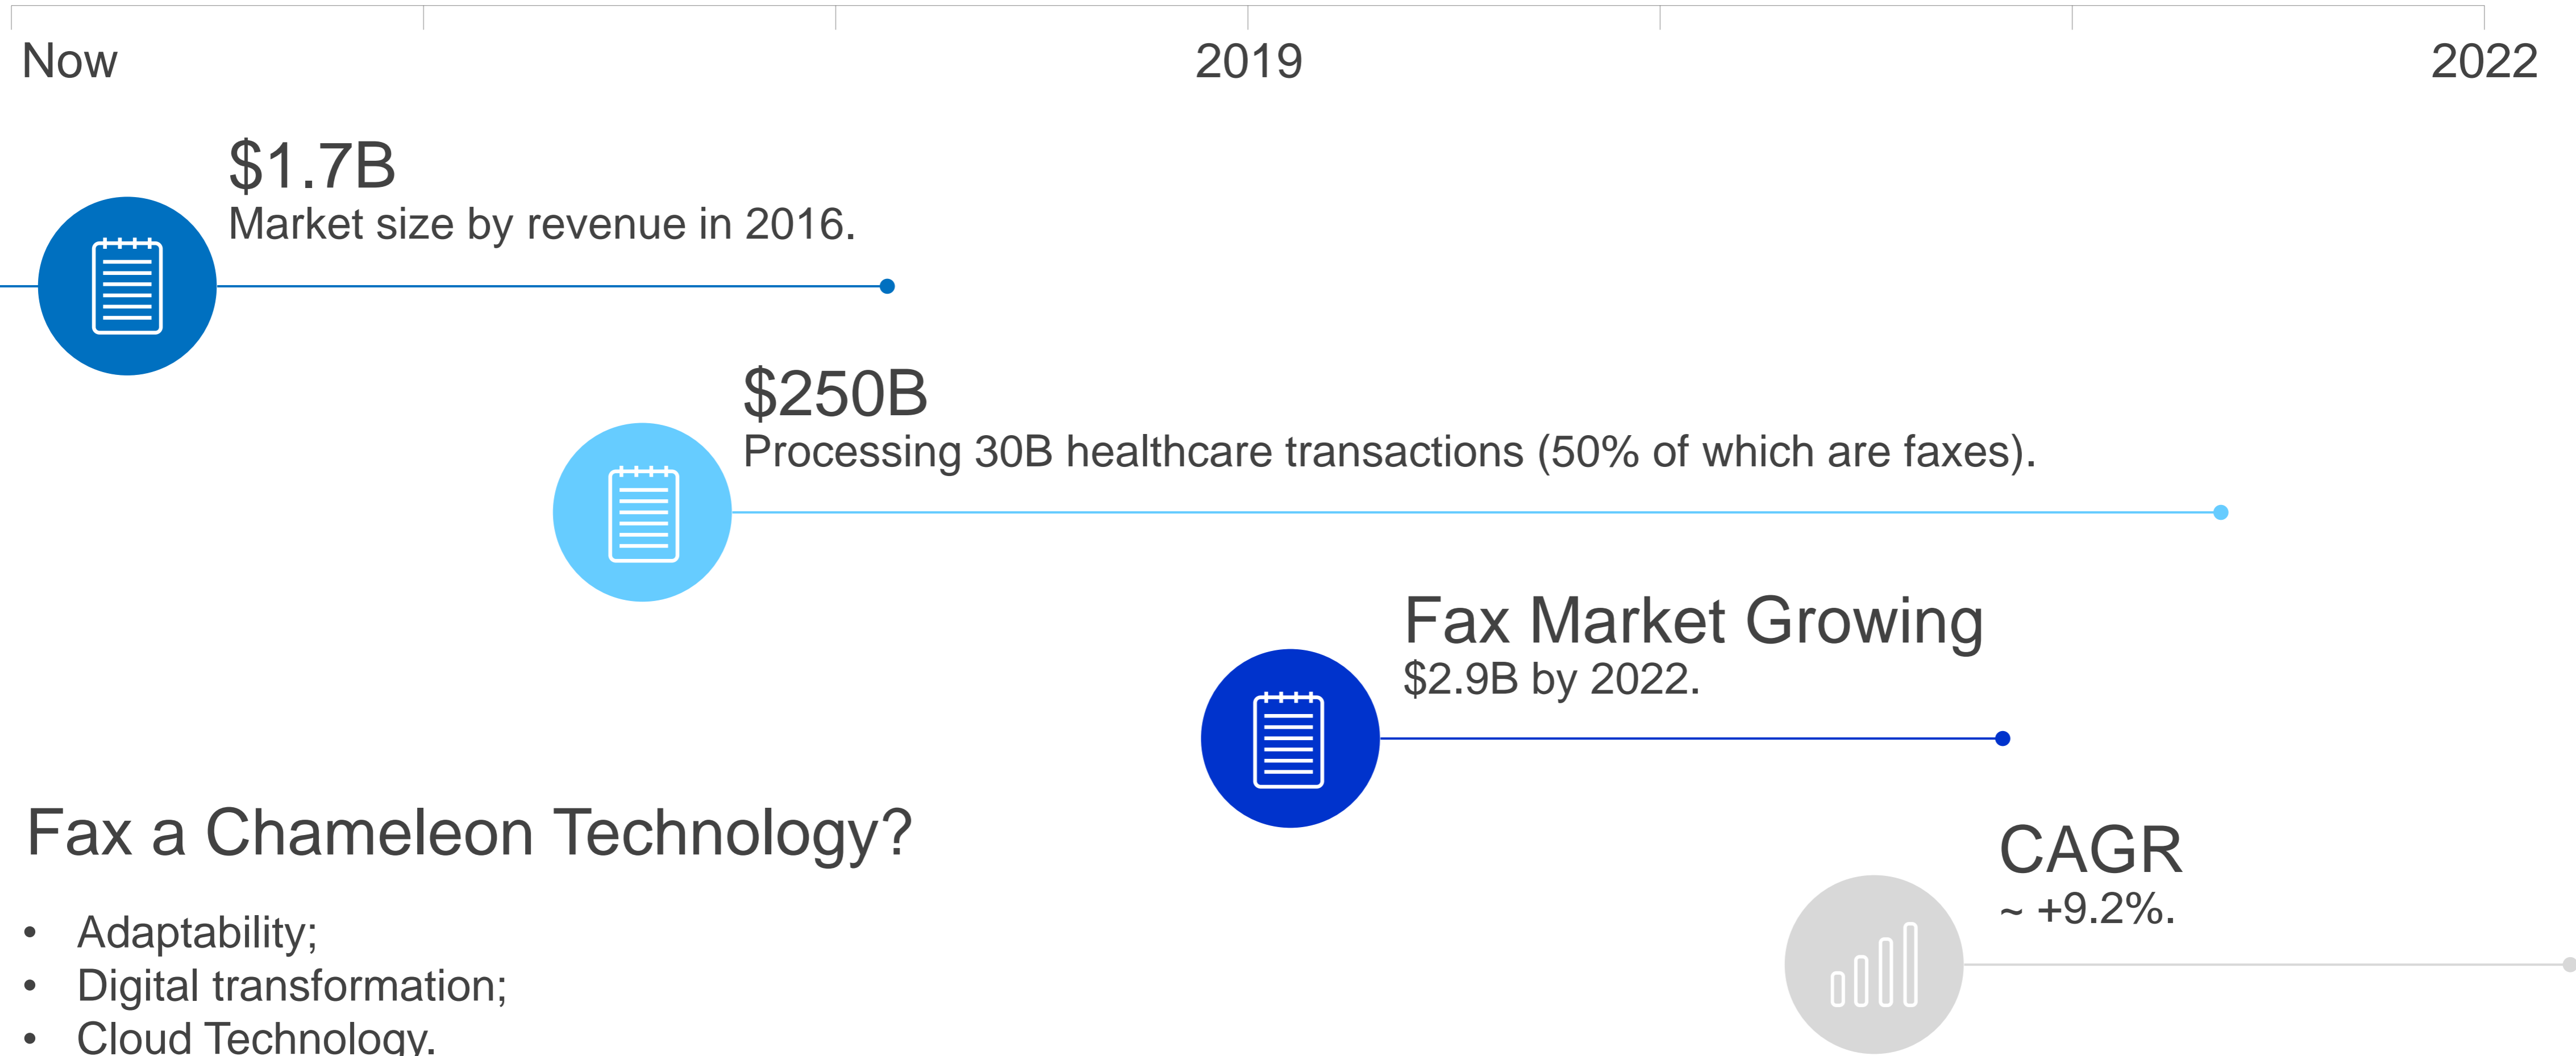 Now
2019
2022
$1.7B
Market size by revenue in 2016.
$250B
Processing 30B healthcare transactions (50% of which are faxes).
Fax Market Growing
$2.9B by 2022.
Fax a Chameleon Technology?
• Adaptability;
• Digital transformation;
• Cloud Technology.
CAGR
~ +9.2%.